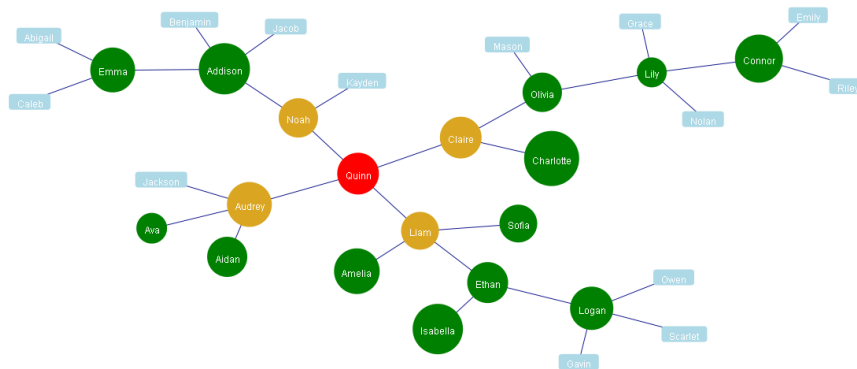 Emily
Benjamin
Grace
Jacob
Abigail
Mason
Connor
Emma
Addison
Lily
Kayden
Riley
Olivia
Caleb
Noah
Nolan
Claire
Charlotte
Quinn
Jackson
Audrey
Sofia
Ava
Liam
Aidan
Amelia
Owen
Ethan
Logan
Isabella
Scarlet
Gavin